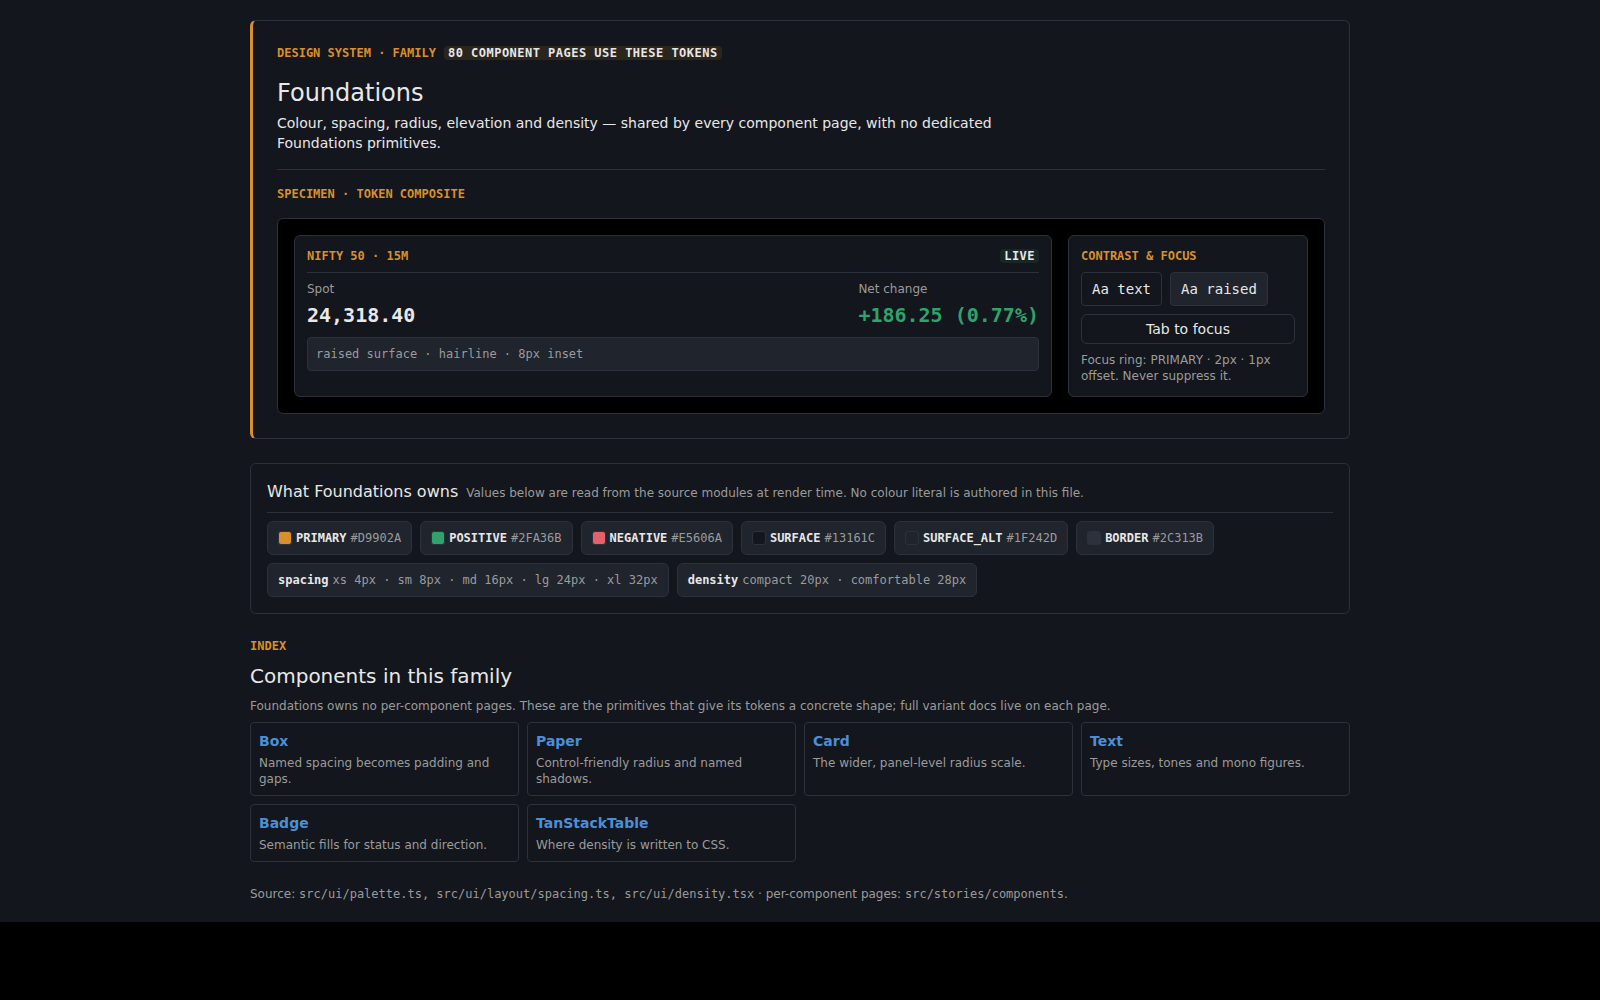 DESIGN SYSTEM · FAMILY 80 COMPONENT PAGES USE THESE TOKENS
Foundations
Colour, spacing, radius, elevation and density — shared by every component page, with no dedicated
Foundations primitives.
SPECIMEN · TOKEN COMPOSITE
NIFTY 50 · 15M LIVE
Spot Net change
24,318.40 +186.25 (0.77%)
raised surface · hairline · 8px inset
CONTRAST & FOCUS
Aa text Aa raised
Tab to focus
Focus ring: PRIMARY · 2px · 1px
offset. Never suppress it.
What Foundations owns Values below are read from the source modules at render time. No colour literal is authored in this file.
PRIMARY #D9902A POSITIVE #2FA36B NEGATIVE #E5606A SURFACE #13161C SURFACE_ALT #1F242D BORDER #2C313B
spacing xs 4px · sm 8px · md 16px · lg 24px · xl 32px density compact 20px · comfortable 28px
INDEX
Components in this family
Foundations owns no per-component pages. These are the primitives that give its tokens a concrete shape; full variant docs live on each page.
Box
Named spacing becomes padding and
gaps.
Paper
Control-friendly radius and named
shadows.
Card
The wider, panel-level radius scale.
Text
Type sizes, tones and mono figures.
Badge
Semantic fills for status and direction.
TanStackTable
Where density is written to CSS.
Source: src/ui/palette.ts, src/ui/layout/spacing.ts, src/ui/density.tsx · per-component pages: src/stories/components.